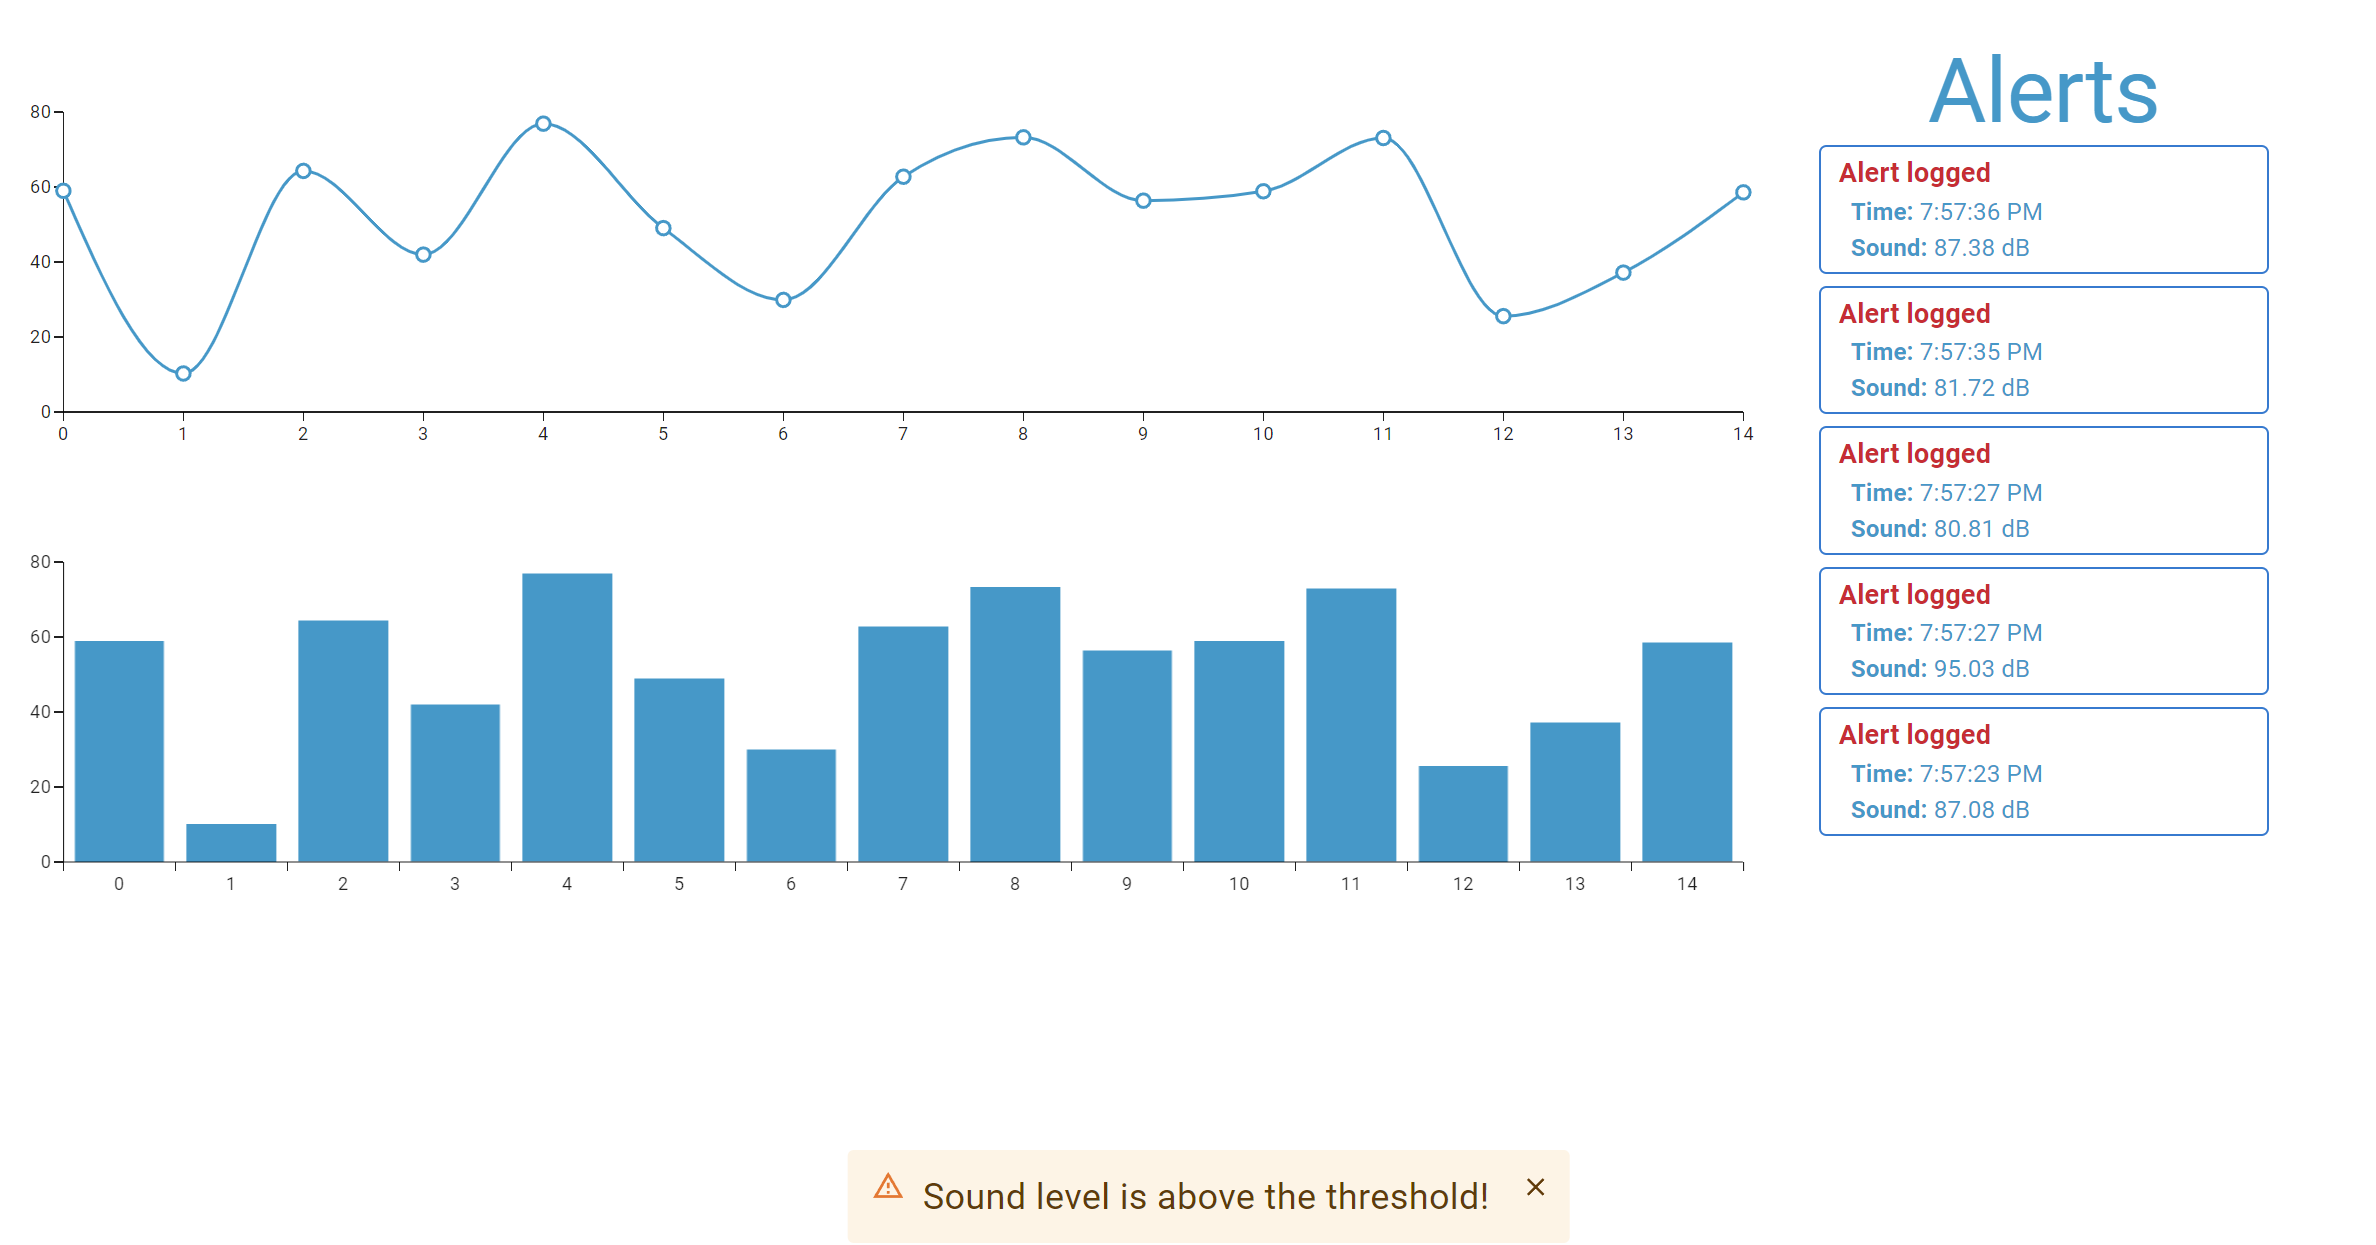 80
60
40
20
0
0 1 2 3 4 5 6 7 8 9 10 11 12 13 14
80
60
40
20
0
0 1 2 3 4 5 6 7 8 9 10 11 12 13 14
Alerts
Alert logged
Time: 7:57:36 PM
Sound: 87.38 dB
Alert logged
Time: 7:57:35 PM
Sound: 81.72 dB
Alert logged
Time: 7:57:27 PM
Sound: 80.81 dB
Alert logged
Time: 7:57:27 PM
Sound: 95.03 dB
Alert logged
Time: 7:57:23 PM
Sound: 87.08 dB
Sound level is above the threshold!